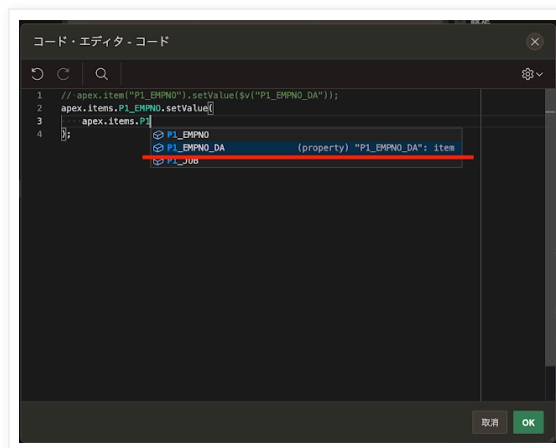 コード・エディタ - コード
1 // apex.item("P1_EMPNO").setValue($v("P1_EMPNO_DA"));
2 apex.items.P1_EMPNO.setValue(
3 apex.items.P1
4 );
P1_EMPNO
P1_EMPNO_DA (property) "P1_EMPNO_DA": item
P1_JOB
取消 OK